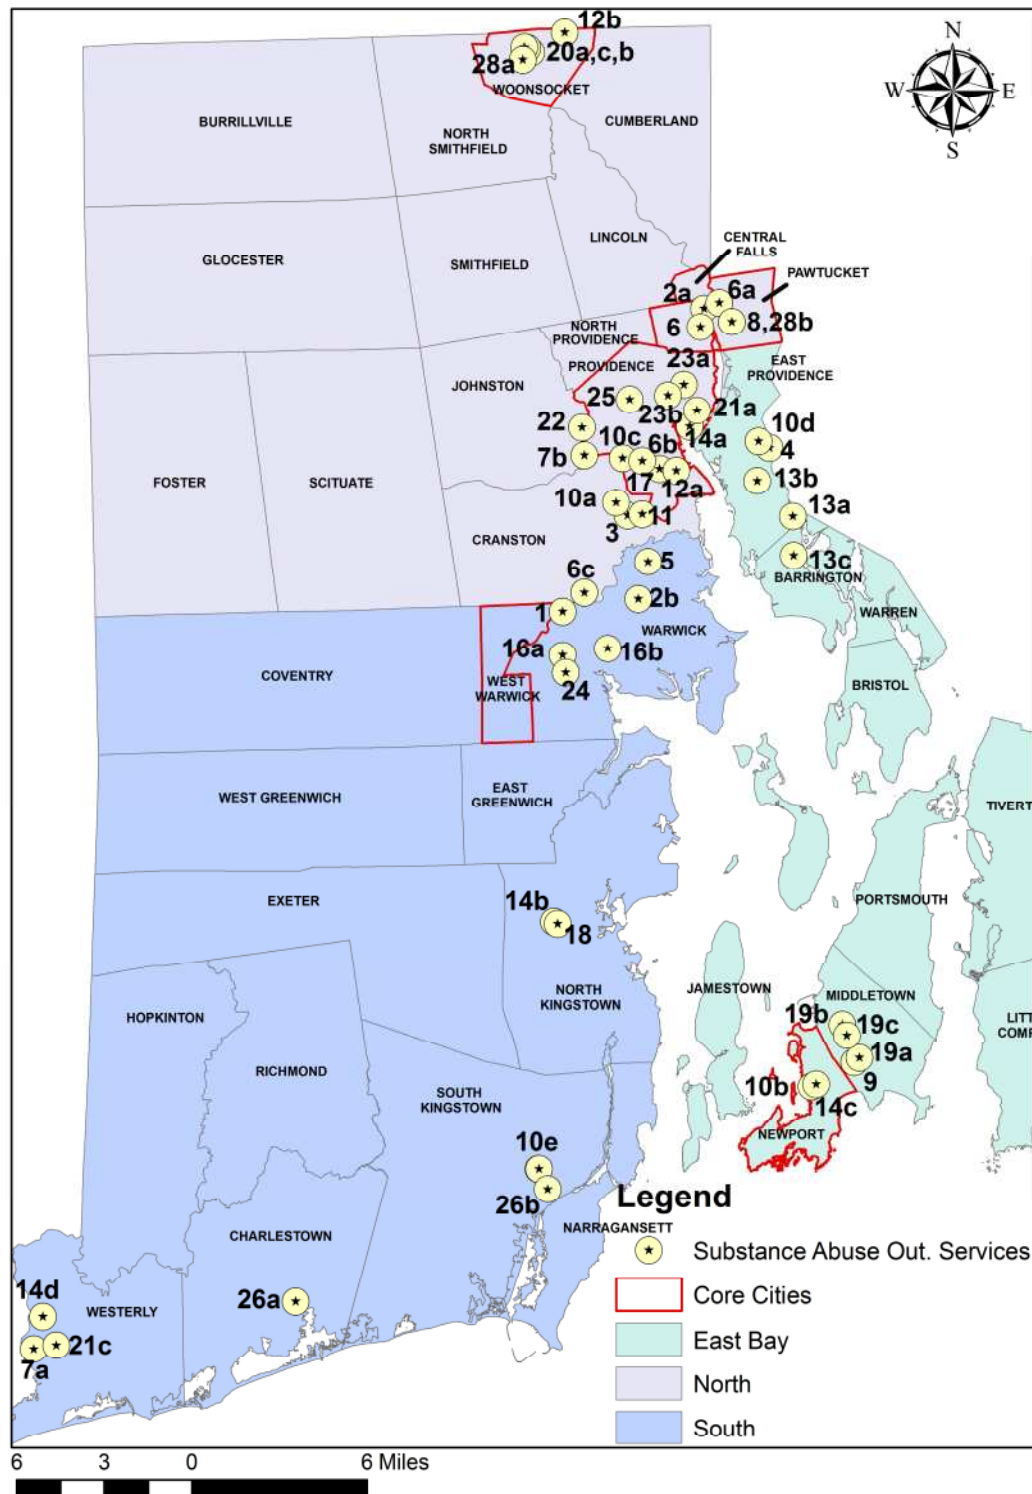 12b
20a,c,b
28a
WOONSOCKET
N
W E
S
BURRILLVILLE
NORTH
SMITHFIELD
CUMBERLAND
LINCOLN
CENTRAL
FALLS
PAWTUCKET
GLOCESTER
SMITHFIELD
2a
6a
6
8,28b
NORTH
PROVIDENCE
PROVIDENCE
EAST
PROVIDENCE
JOHNSTON
23a
25
23b
21a
22
10c
6b
14a
10d
4
7b
17
12a
13b
FOSTER
SCITUATE
10a
11
3
13a
CRANSTON
5
13c
BARRINGTON
6c
2b
WARREN
1
WARWICK
16a
16b
24
COVENTRY
WEST
WARWICK
BRISTOL
WEST GREENWICH
EAST
GREENWICH
TIVERT
EXETER
14b
18
PORTSMOUTH
NORTH
KINGSTOWN
JAMESTOWN
MIDDLETOWN
HOPKINTON
19b
19c
LITT
COMP
19a
9
RICHMOND
SOUTH
KINGSTOWN
10b
14c
NEWPORT
10e
26b
NARRAGANSETT
CHARLESTOWN
26a
14d
WESTERLY
21c
7a
Legend
Substance Abuse Out. Services
Core Cities
East Bay
North
South
6 3 0 6 Miles